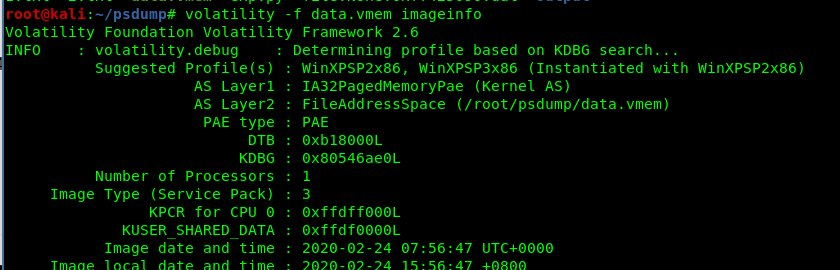 root@kali:~/psdump# volatility -f data.vmem imageinfo
Volatility Foundation Volatility Framework 2.6
INFO    : volatility.debug    : Determining profile based on KDBG search...
Suggested Profile(s) : WinXPSP2x86, WinXPSP3x86 (Instantiated with WinXPSP2x86)
AS Layer1 : IA32PagedMemoryPae (Kernel AS)
AS Layer2 : FileAddressSpace (/root/psdump/data.vmem)
PAE type : PAE
DTB : 0xb18000L
KDBG : 0x80546ae0L
Number of Processors : 1
Image Type (Service Pack) : 3
KPCR for CPU 0 : 0xffdff000L
KUSER_SHARED_DATA : 0xffdf0000L
Image date and time : 2020-02-24 07:56:47 UTC+0000
Image local date and time : 2020-02-24 15:56:47 +0800